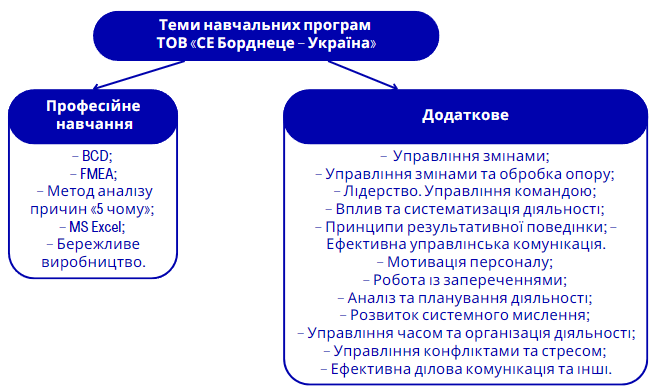 Теми навчальних програм
ТОВ «СЕ Борднеце – Україна»
Професійне
навчання
– BCD;
– FMEA;
– Метод аналізу
причин «5 чому»;
– MS Excel;
– Бережливе
виробництво.
Додаткове
– Управління змінами;
– Управління змінами та обробка опору;
– Лідерство. Управління командою;
– Вплив та систематизація діяльності;
– Принципи результативної поведінки; –
Ефективна управлінська комунікація.
– Мотивація персоналу;
– Робота із запереченнями;
– Аналіз та планування діяльності;
– Розвиток системного мислення;
– Управління часом та організація діяльності;
– Управління конфліктами та стресом;
– Ефективна ділова комунікація та інші.